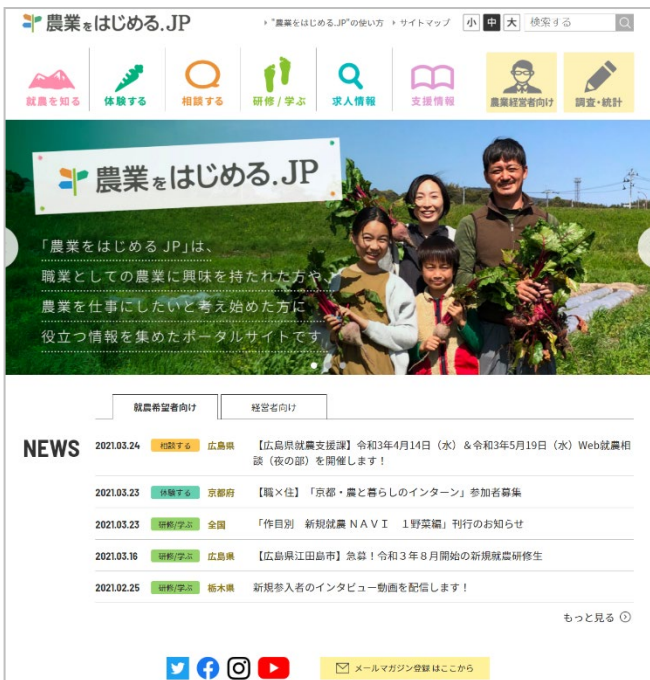 農業をはじめる.JP
"農業をはじめる.JP"の使い方 サイトマップ 小 中 大 検索する
就農を知る 体験する 相談する 研修/学ぶ 求人情報 支援情報 農業経営者向け 調査・統計
農業をはじめる.JP
「農業をはじめる JP」は、
職業としての農業に興味を持たれた方や、
農業を仕事にしたいと考え始めた方に
役立つ情報を集めたポータルサイトです
就農希望者向け 経営者向け
NEWS
2021.03.24 相談する 広島県 【広島県就農支援課】令和3年4月14日（水）＆令和3年5月19日（水）Web就農相
談（夜の部）を開催します！
2021.03.23 体験する 京都府 【職×住】「京都・農と暮らしのインターン」参加者募集
2021.03.23 研修/学ぶ 全国 「作目別 新規就農ＮＡＶＩ １野菜編」刊行のお知らせ
2021.03.16 研修/学ぶ 広島県 【広島県江田島市】急募！令和３年８月開始の新規就農研修生
2021.02.25 研修/学ぶ 栃木県 新規参入者のインタビュー動画を配信します！
もっと見る
メールマガジン登録はここから